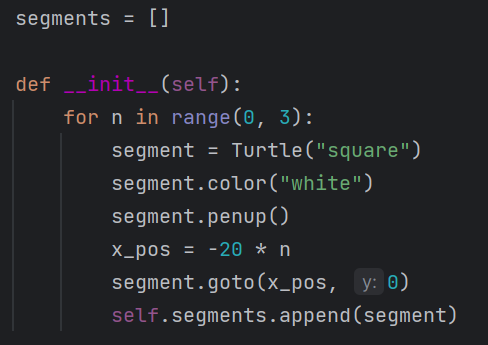 segments = []
def __init__(self):
for n in range(0, 3):
segment = Turtle("square")
segment.color("white")
segment.penup()
x_pos = -20 * n
segment.goto(x_pos, y: 0)
self.segments.append(segment)